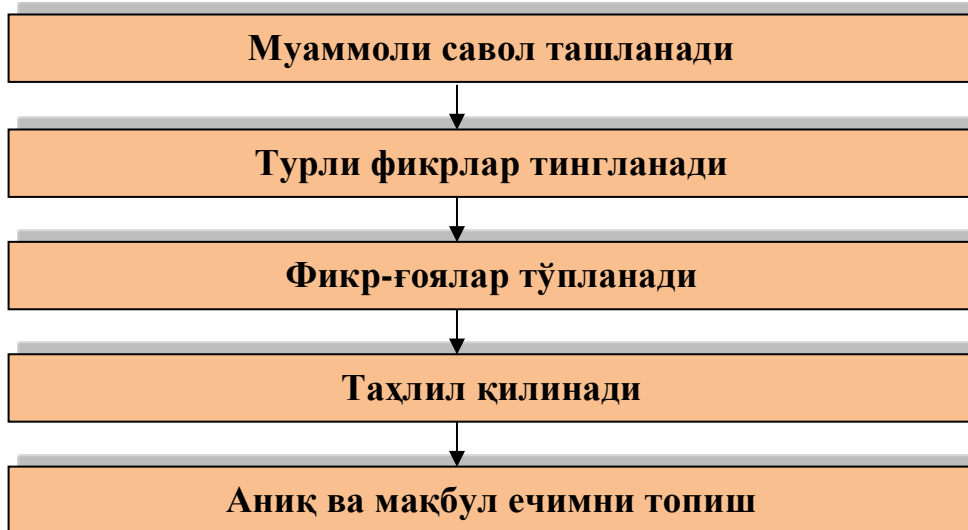 Муаммоли савол ташланади
Турли фикрлар тингланади
Фикр-ғоялар тўпланади
Таҳлил қилинади
Аниқ ва мақбул ечимни топиш